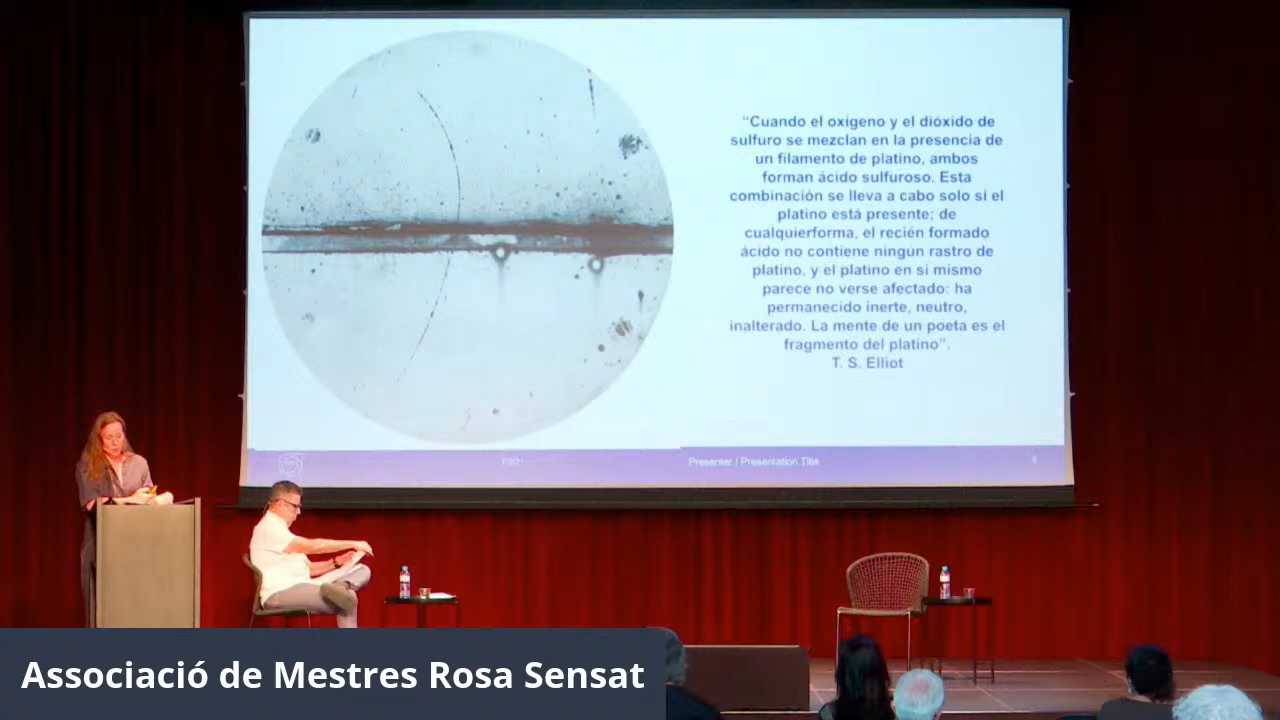 “Cuando el oxígeno y el dióxido de
sulfuro se mezclan en la presencia de
un filamento de platino, ambos
forman ácido sulfuroso. Esta
combinación se lleva a cabo solo si el
platino está presente; de
cualquierforma, el recién formado
ácido no contiene ningún rastro de
platino, y el platino en sí mismo
parece no verse afectado: ha
permanecido inerte, neutro,
inalterado. La mente de un poeta es el
fragmento del platino”.
T. S. Elliot
Presenter | Presentation Title
Associació de Mestres Rosa Sensat